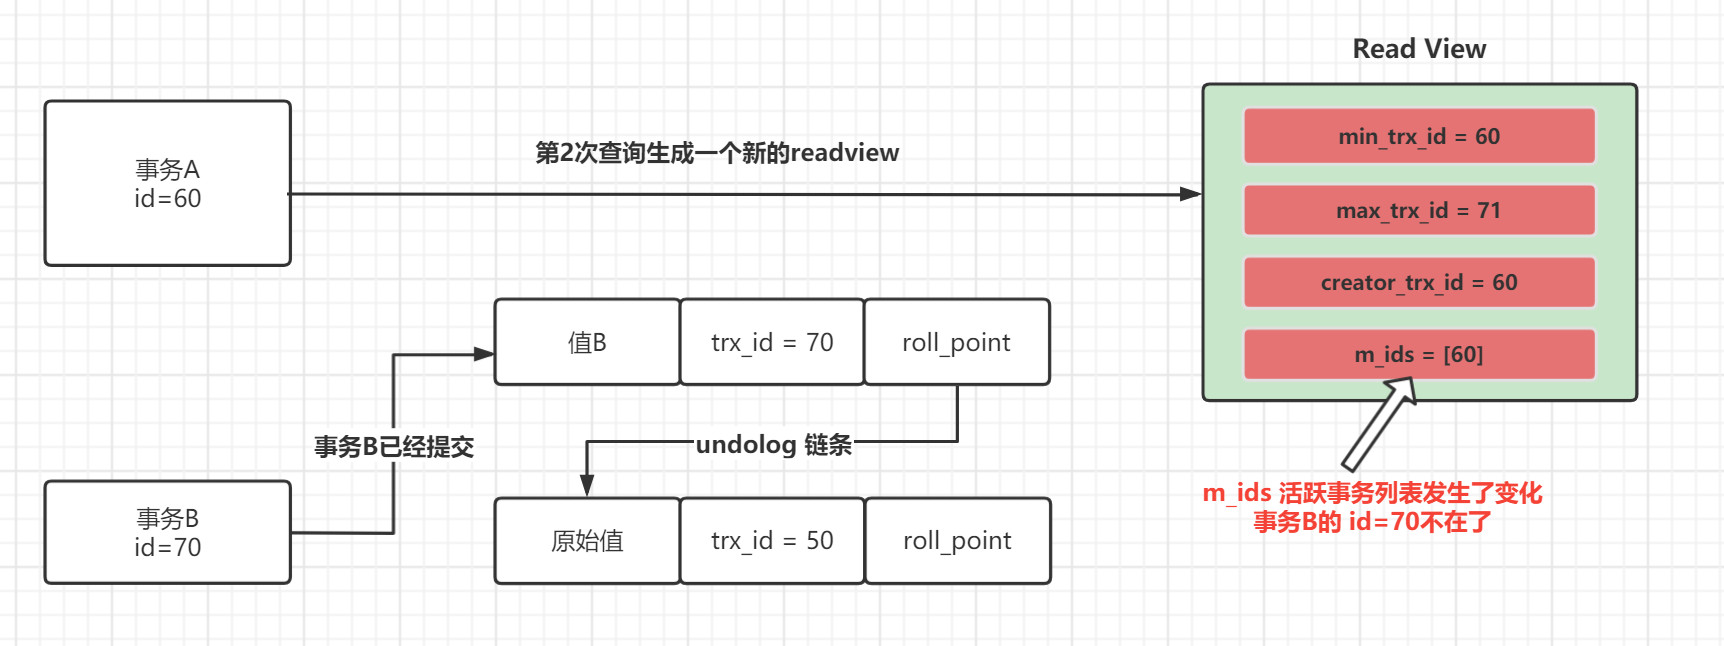 Read View
事务A
id=60
第2次查询生成一个新的readview
min_trx_id = 60
max_trx_id = 71
creator_trx_id = 60
m_ids = [60]
值B
trx_id = 70
roll_point
事务B已经提交
undolog 链条
事务B
id=70
原始值
trx_id = 50
roll_point
m_ids 活跃事务列表发生了变化
事务B的 id=70不在了